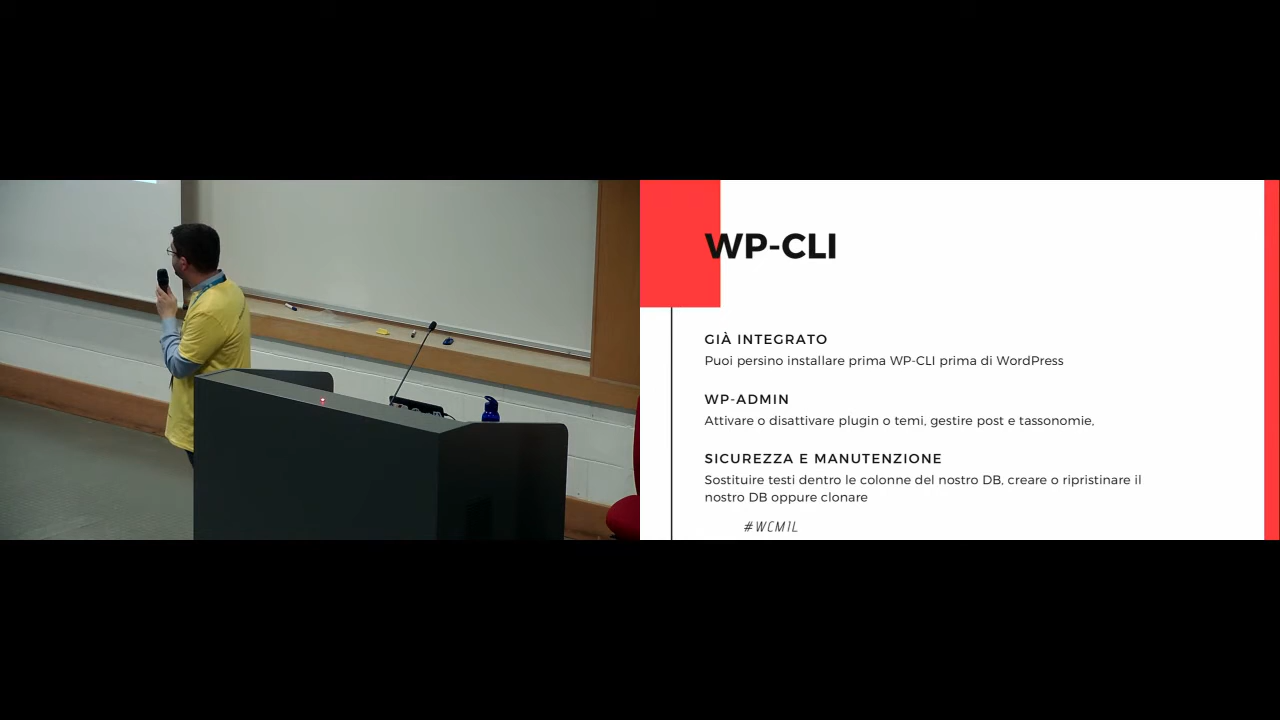 WP-CLI
GIÀ INTEGRATO
Puoi persino installare prima WP-CLI prima di WordPress
WP-ADMIN
Attivare o disattivare plugin o temi, gestire post e tassonomie,
SICUREZZA E MANUTENZIONE
Sostituire testi dentro le colonne del nostro DB, creare o ripristinare il
nostro DB oppure clonare
#WCMIL